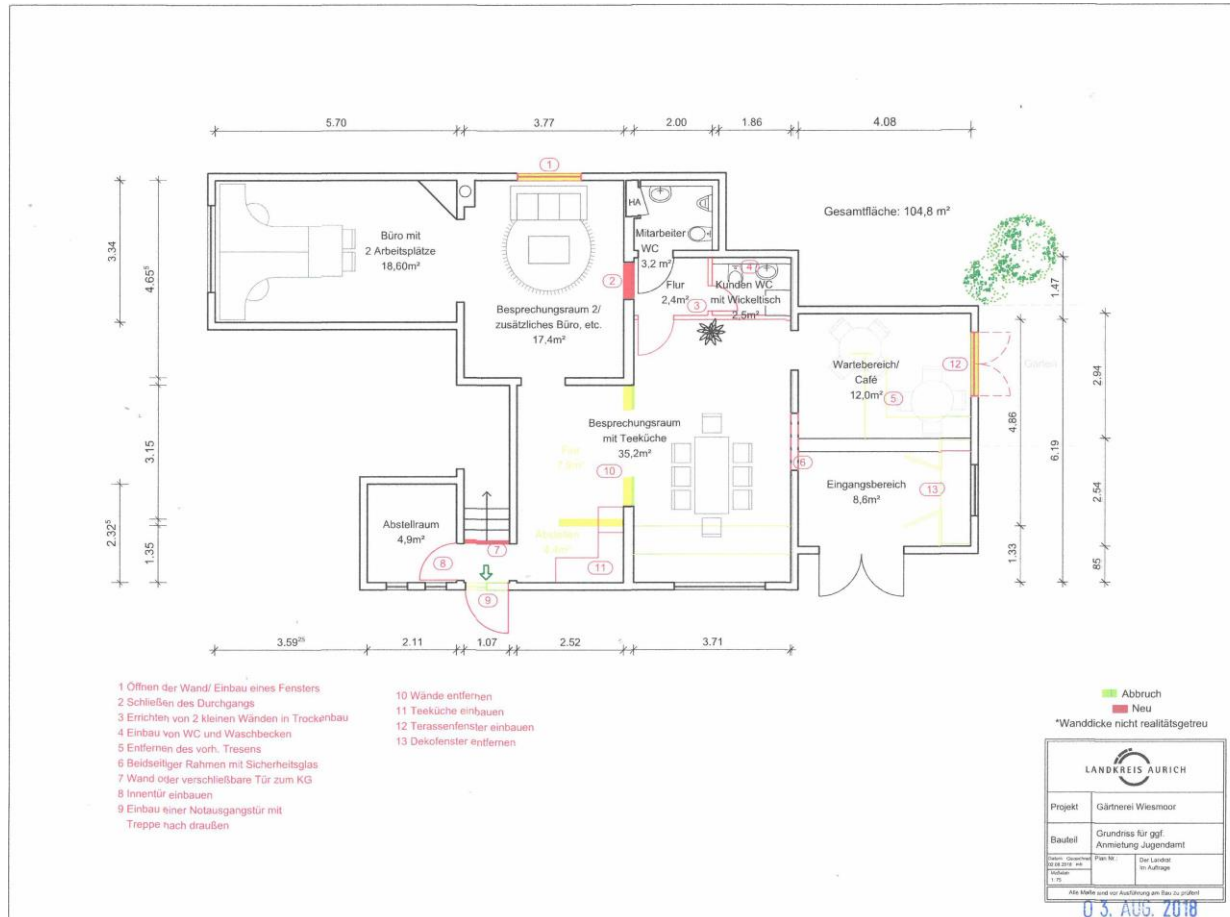 5.70
3.77
2.00
1.86
4.08
1
HA
Gesamtfläche: 104,8 m²
Büro mit
2 Arbeitsplätze
18,60m²
Mitarbeiter
WC
3,2 m²
3.34
4.65⁵
2
4
Flur
2,4m²
Kunden WC
mit Wickeltisch
2,5m²
3
1.47
Besprechungsraum 2/
zusätzliches Büro, etc.
17,4m²
Wartebereich/
Café
12,0m²
12
Garten
5
2.94
4.86
6.19
Besprechungsraum
mit Teeküche
35,2m²
3.15
10
6
Eingangsbereich
8,6m²
13
2.54
Abstellraum
4,9m²
2.32⁵
1.35
7
8
11
9
1.33
85
3.59²⁵
2.11
1.07
2.52
3.71
1 Öffnen der Wand/ Einbau eines Fensters
2 Schließen des Durchgangs
3 Errichten von 2 kleinen Wänden in Trockenbau
4 Einbau von WC und Waschbecken
5 Entfernen des vorh. Tresens
6 Beidseitiger Rahmen mit Sicherheitsglas
7 Wand oder verschließbare Tür zum KG
8 Innentür einbauen
9 Einbau einer Notausgangstür mit
Treppe nach draußen
10 Wände entfernen
11 Teeküche einbauen
12 Terassenfenster einbauen
13 Dekofenster entfernen
Abbruch
Neu
*Wanddicke nicht realitätsgetreu
LANDKREIS AURICH
Projekt
Gärtnerei Wiesmoor
Bauteil
Grundriss für ggf.
Anmietung Jugendamt
Plan Nr.:
Der Landrat
Im Auftrage
Alle Maße sind vor Ausführung am Bau zu prüfen!
03. AUG. 2018